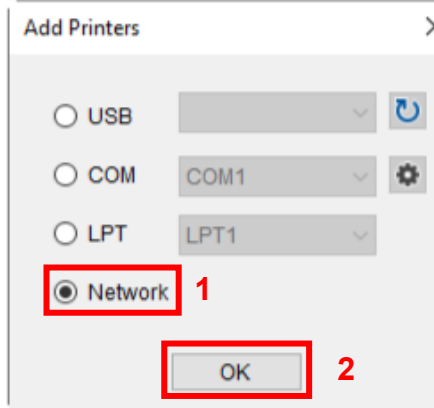 Add Printers
USB
COM COM1
LPT LPT1
Network 1
OK 2